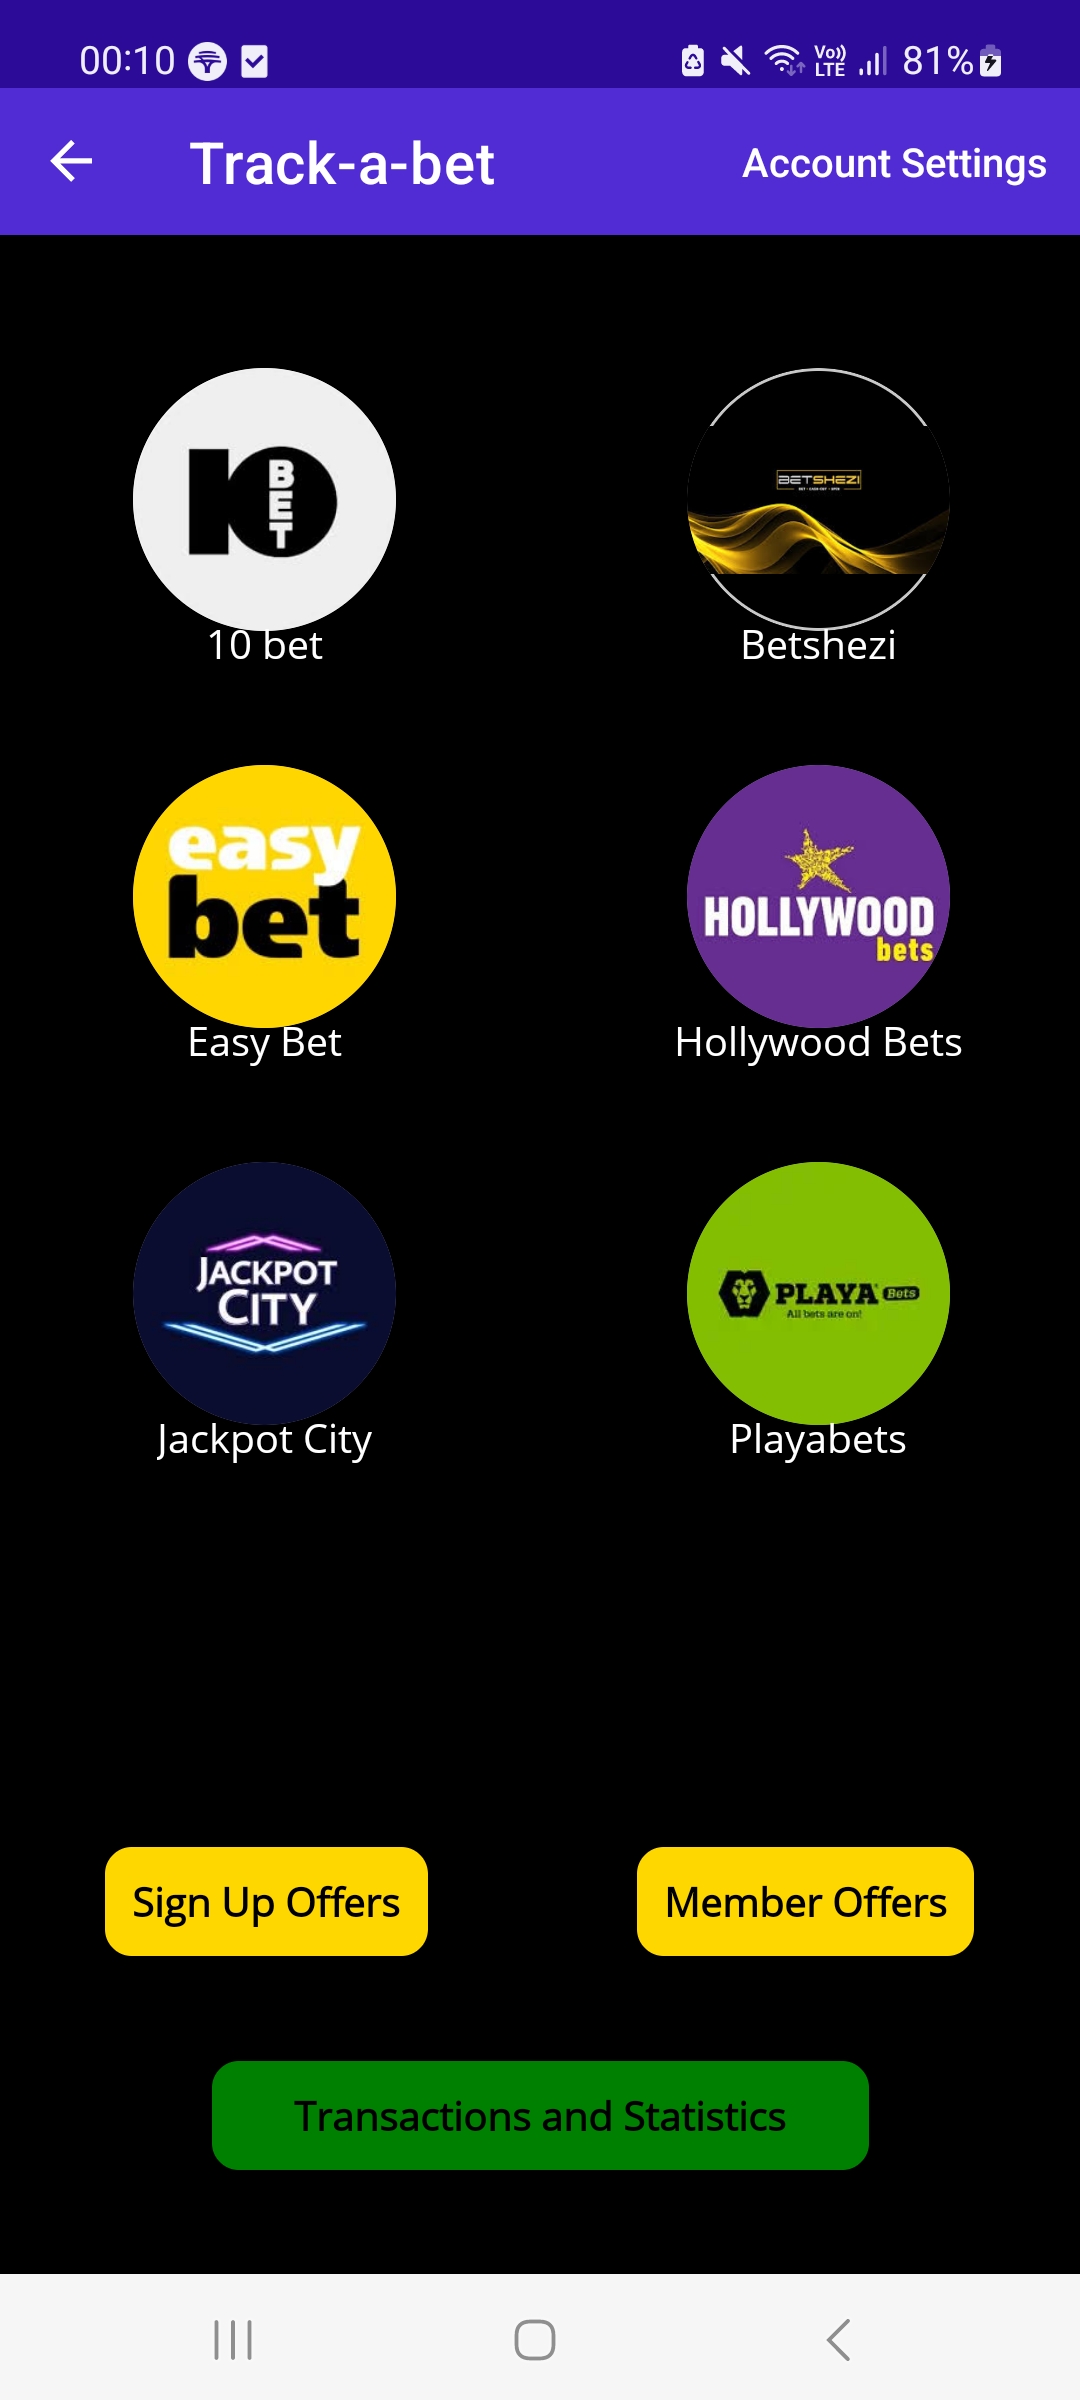 00:10
Vo))
LTE
81%
Track-a-bet
Account Settings
10
BET
BETSHEZI
10 bet
Betshezi
easy
bet
HOLLYWOOD
bets
Easy Bet
Hollywood Bets
JACKPOT
CITY
PLAYA Bets
All bets are on!
Jackpot City
Playabets
Sign Up Offers
Member Offers
Transactions and Statistics